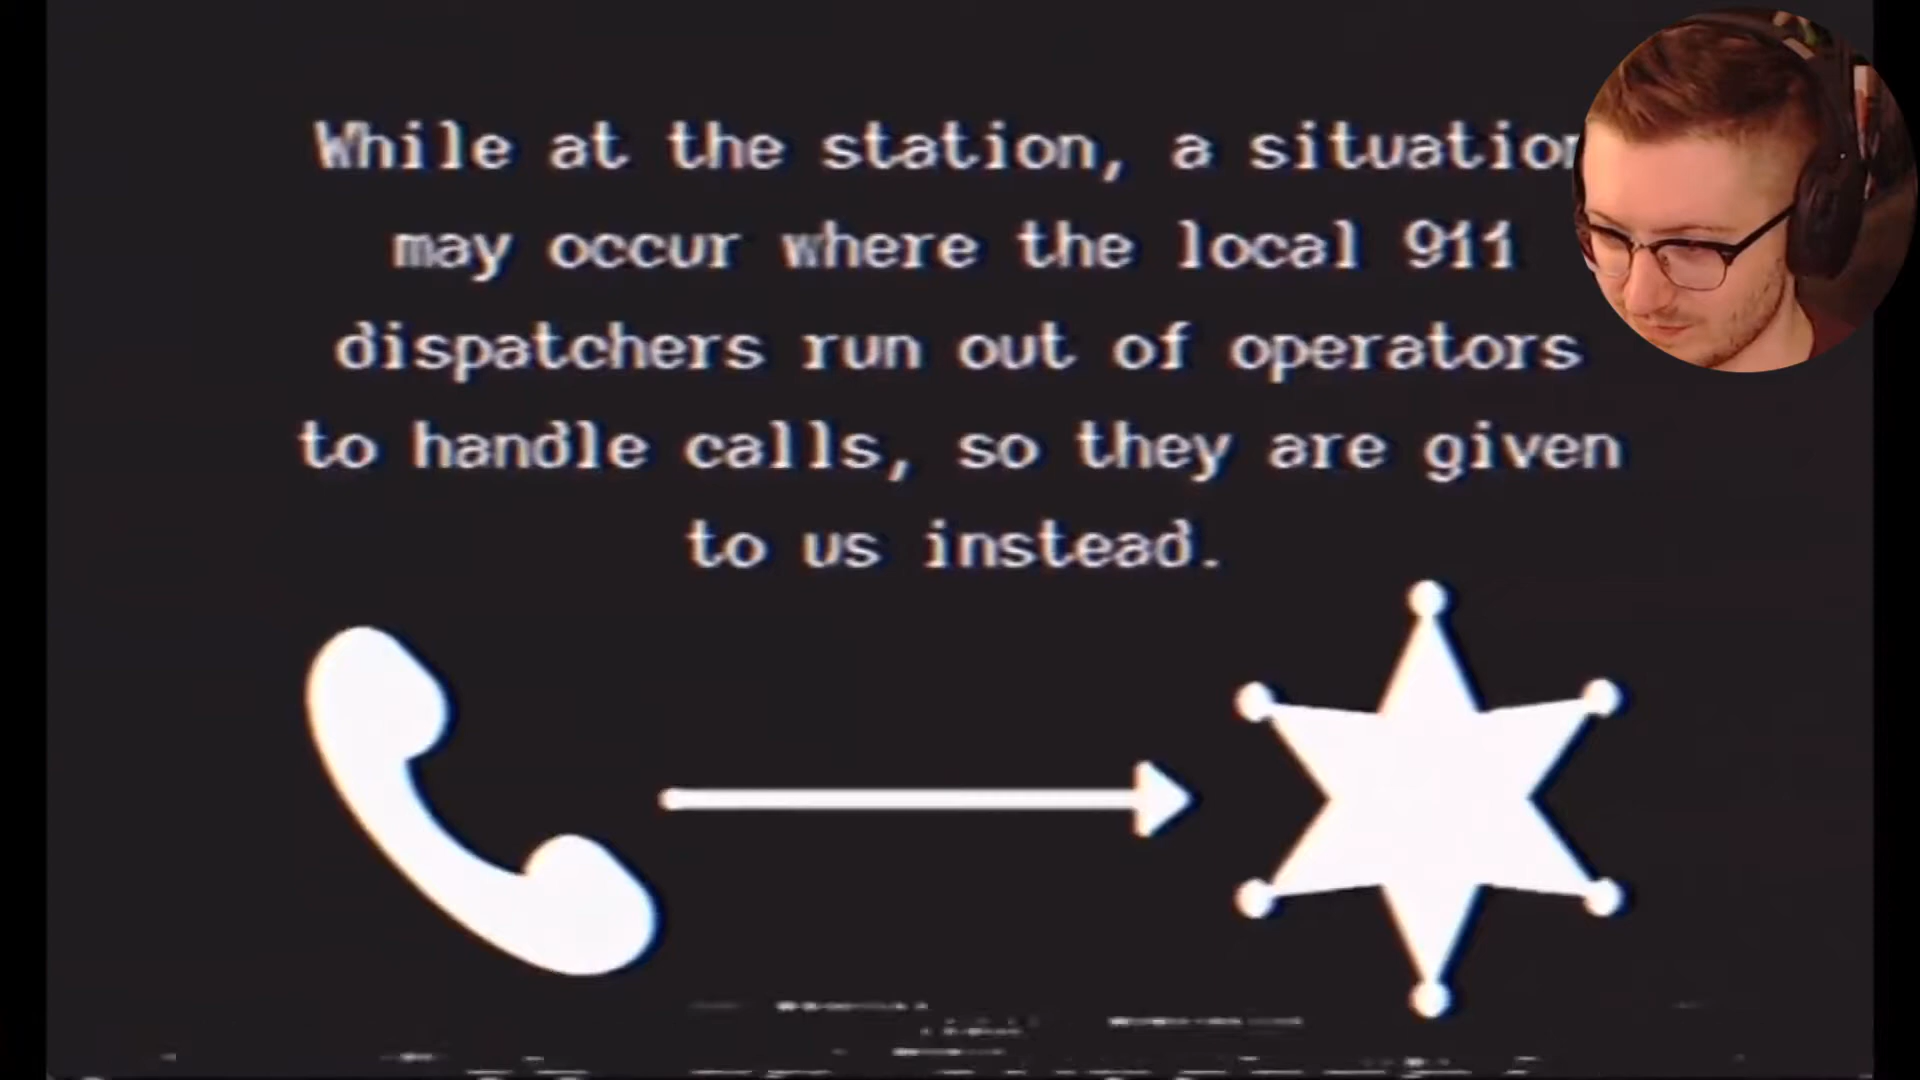 While at the station, a situation
may occur where the local 911
dispatchers run out of operators
to handle calls, so they are given
to us instead.